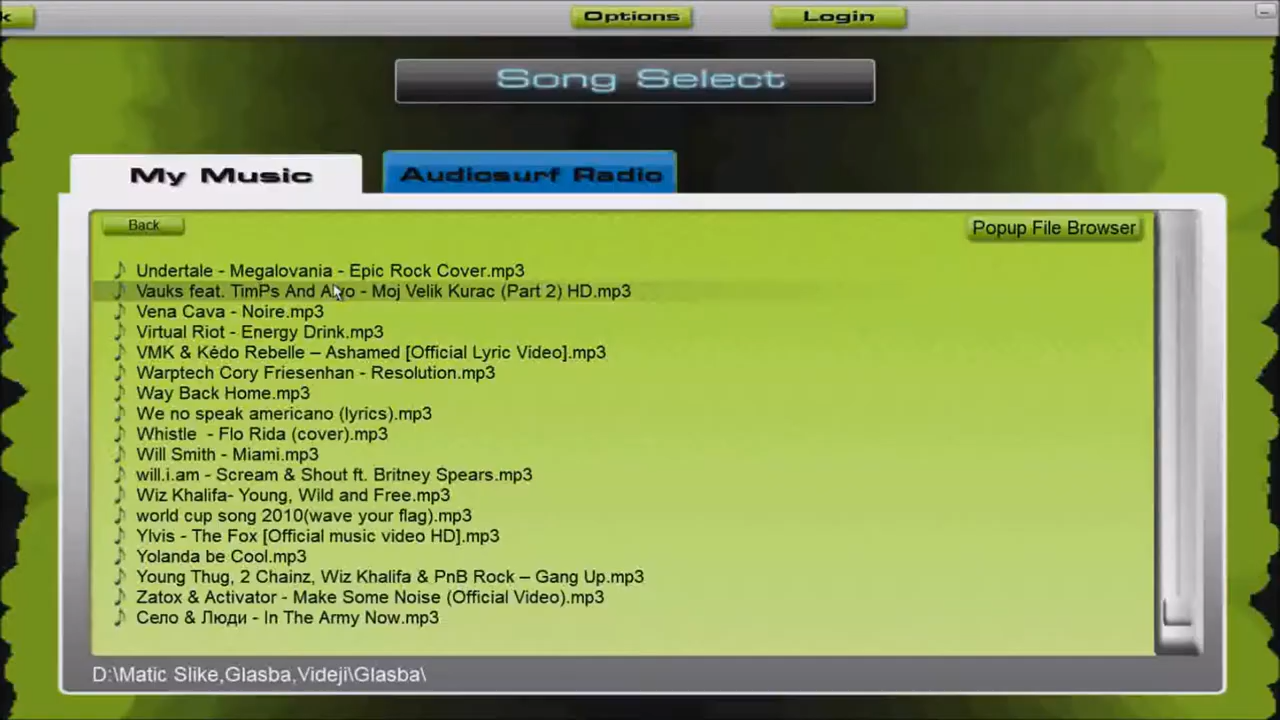 Options
Login
Song Select
My Music
Audiosurf Radio
Back
Popup File Browser
Undertale - Megalovania - Epic Rock Cover.mp3
Vauks feat. TimPs And - Moj Velik Kurac (Part 2) HD.mp3
Vena Cava - Noire.mp3
Virtual Riot - Energy Drink.mp3
VMK & Kédo Rebelle – Ashamed [Official Lyric Video].mp3
Warptech Cory Friesenhan - Resolution.mp3
Way Back Home.mp3
We no speak americano (lyrics).mp3
Whistle  - Flo Rida (cover).mp3
Will Smith - Miami.mp3
will.i.am - Scream & Shout ft. Britney Spears.mp3
Wiz Khalifa- Young, Wild and Free.mp3
world cup song 2010(wave your flag).mp3
Ylvis - The Fox [Official music video HD].mp3
Yolanda be Cool.mp3
Young Thug, 2 Chainz, Wiz Khalifa & PnB Rock – Gang Up.mp3
Zatox & Activator - Make Some Noise (Official Video).mp3
Село & Люди - In The Army Now.mp3
D:\Matic Slike,Glasba,Videji\Glasba\